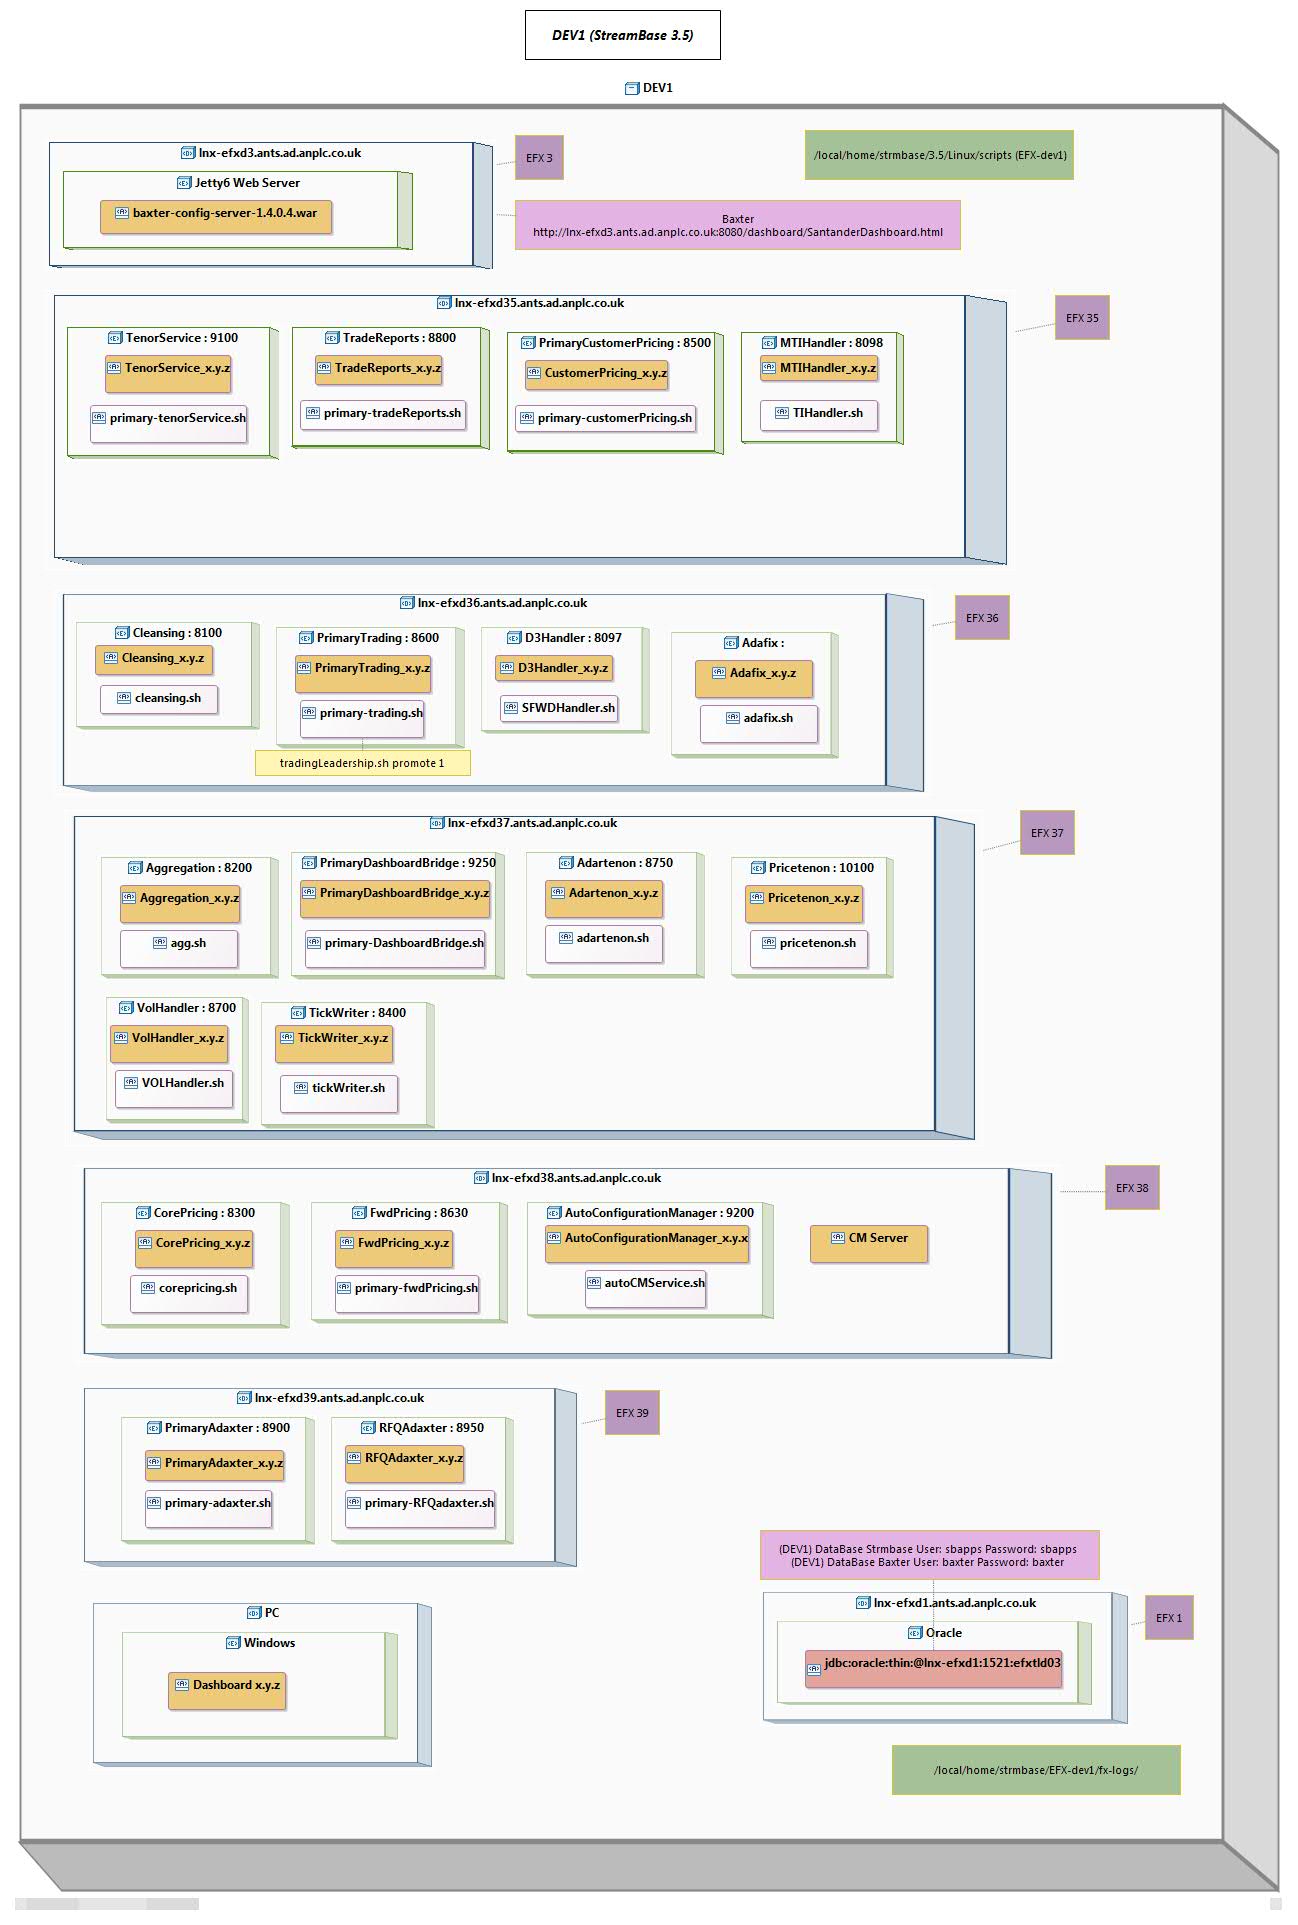 DEV1 (StreamBase 3.5)
DEV1
lnx-efxd3.ants.ad.anplc.co.uk
EFX 3
/local/home/strmbase/3.5/Linux/scripts (EFX-dev1)
Jetty6 Web Server
baxter-config-server-1.4.0.4.war
Baxter
http://lnx-efxd3.ants.ad.anplc.co.uk:8080/dashboard/SantanderDashboard.html
lnx-efxd35.ants.ad.anplc.co.uk
EFX 35
TenorService : 9100
TenorService_x.y.z
primary-tenorService.sh
TradeReports : 8800
TradeReports_x.y.z
primary-tradeReports.sh
PrimaryCustomerPricing : 8500
CustomerPricing_x.y.z
primary-customerPricing.sh
MTIHandler : 8098
MTIHandler_x.y.z
TIHandler.sh
lnx-efxd36.ants.ad.anplc.co.uk
EFX 36
Cleansing : 8100
Cleansing_x.y.z
cleansing.sh
PrimaryTrading : 8600
PrimaryTrading_x.y.z
primary-trading.sh
tradingLeadership.sh promote 1
D3Handler : 8097
D3Handler_x.y.z
SFWDHandler.sh
Adafix :
Adafix_x.y.z
adafix.sh
lnx-efxd37.ants.ad.anplc.co.uk
EFX 37
Aggregation : 8200
Aggregation_x.y.z
agg.sh
PrimaryDashboardBridge : 9250
PrimaryDashboardBridge_x.y.z
primary-DashboardBridge.sh
Adartenon : 8750
Adartenon_x.y.z
adartenon.sh
Pricetenon : 10100
Pricetenon_x.y.z
pricetenon.sh
VolHandler : 8700
VolHandler_x.y.z
VOLHandler.sh
TickWriter : 8400
TickWriter_x.y.z
tickWriter.sh
lnx-efxd38.ants.ad.anplc.co.uk
EFX 38
CorePricing : 8300
CorePricing_x.y.z
corepricing.sh
FwdPricing : 8630
FwdPricing_x.y.z
primary-fwdPricing.sh
AutoConfigurationManager : 9200
AutoConfigurationManager_x.y.x
autoCMService.sh
CM Server
lnx-efxd39.ants.ad.anplc.co.uk
EFX 39
PrimaryAdaxter : 8900
PrimaryAdaxter_x.y.z
primary-adaxter.sh
RFQAdaxter : 8950
RFQAdaxter_x.y.z
primary-RFQadaxter.sh
(DEV1) DataBase Strmbase User: sbapps Password: sbapps
(DEV1) DataBase Baxter User: baxter Password: baxter
PC
Windows
Dashboard x.y.z
lnx-efxd1.ants.ad.anplc.co.uk
EFX 1
Oracle
jdbc:oracle:thin:@lnx-efxd1:1521:efxtld03
/local/home/strmbase/EFX-dev1/fx-logs/